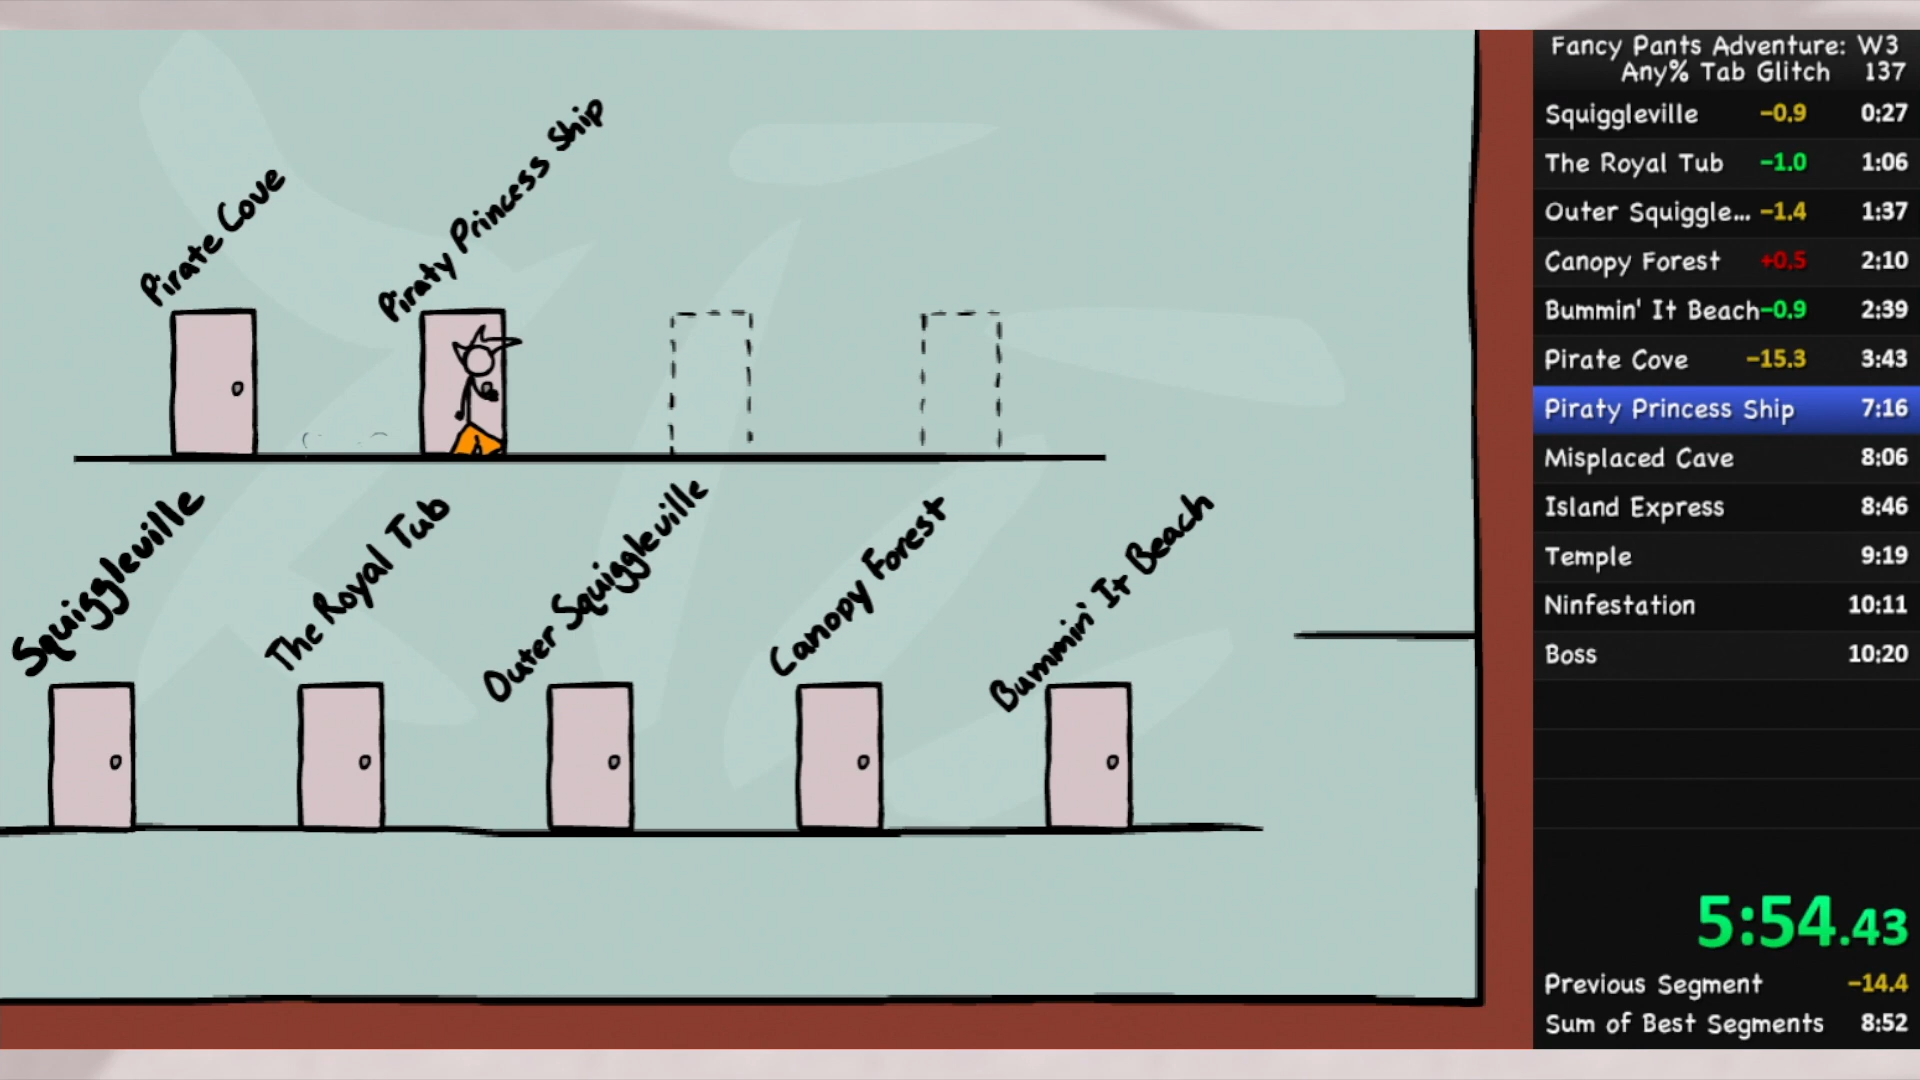 Pirate Cove
Piraty Princess Ship
Squiggleville
The Royal Tub
Outer Squiggleville
Canopy Forest
Bummin' It Beach
Fancy Pants Adventure: W3
Any% Tab Glitch 137
Squiggleville -0.9 0:27
The Royal Tub -1.0 1:06
Outer Squiggle... -1.4 1:37
Canopy Forest +0.5 2:10
Bummin' It Beach -0.9 2:39
Pirate Cove -15.3 3:43
Piraty Princess Ship 7:16
Misplaced Cave 8:06
Island Express 8:46
Temple 9:19
Ninfestation 10:11
Boss 10:20
5:54.43
Previous Segment -14.4
Sum of Best Segments 8:52